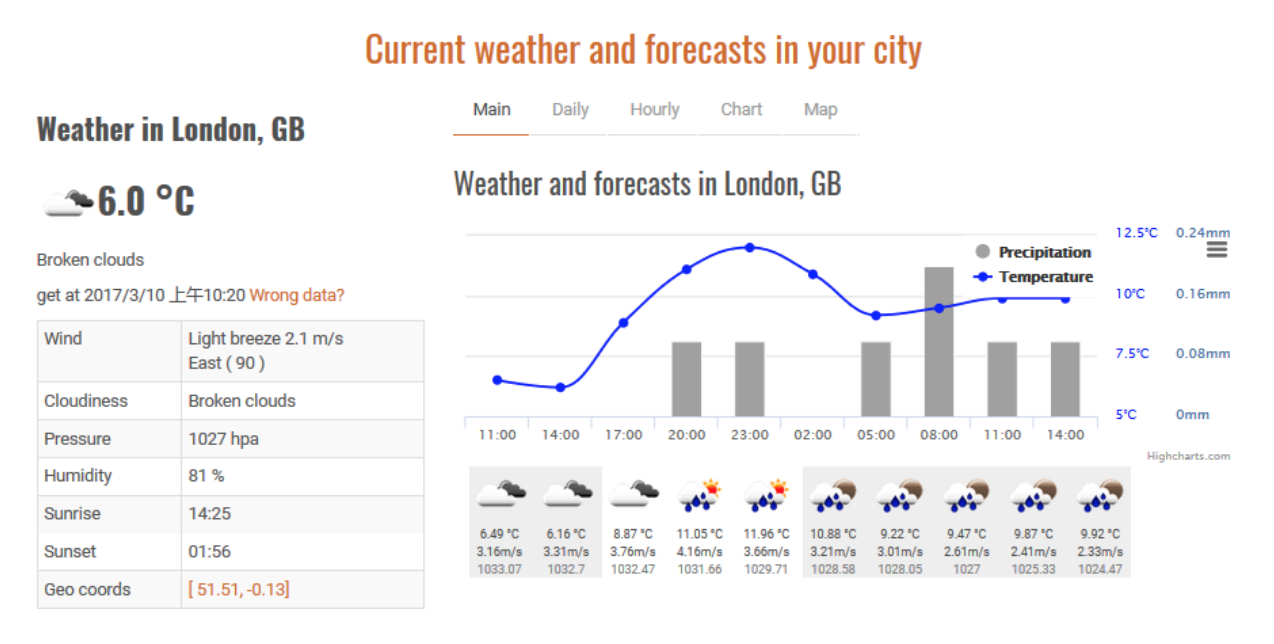 Current weather and forecasts in your city
Weather in London, GB
6.0 °C
Broken clouds
get at 2017/3/10 上午10:20 Wrong data?
Wind Light breeze 2.1 m/s
East ( 90 )
Cloudiness Broken clouds
Pressure 1027 hpa
Humidity 81 %
Sunrise 14:25
Sunset 01:56
Geo coords [ 51.51, -0.13]
Main Daily Hourly Chart Map
Weather and forecasts in London, GB
12.5°C 0.24mm
Precipitation
Temperature
10°C 0.16mm
7.5°C 0.08mm
5°C 0mm
11:00 14:00 17:00 20:00 23:00 02:00 05:00 08:00 11:00 14:00
Highcharts.com
6.49 °C 6.16 °C 8.87 °C 11.05 °C 11.96 °C 10.88 °C 9.22 °C 9.47 °C 9.87 °C 9.92 °C
3.16m/s 3.31m/s 3.76m/s 4.16m/s 3.66m/s 3.21m/s 3.01m/s 2.61m/s 2.41m/s 2.33m/s
1033.07 1032.7 1032.47 1031.66 1029.71 1028.58 1028.05 1027 1025.33 1024.47